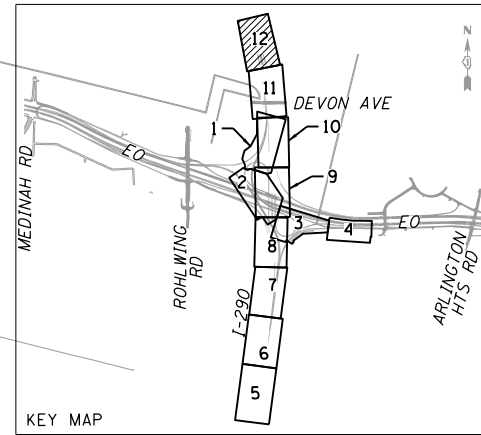 N
12
11
DEVON AVE
1
10
EO
MEDINAH RD
2
9
ROHLWING
RD
3
4
EO
8
ARLINGTON
HTS RD
7
I-290
6
5
KEY MAP